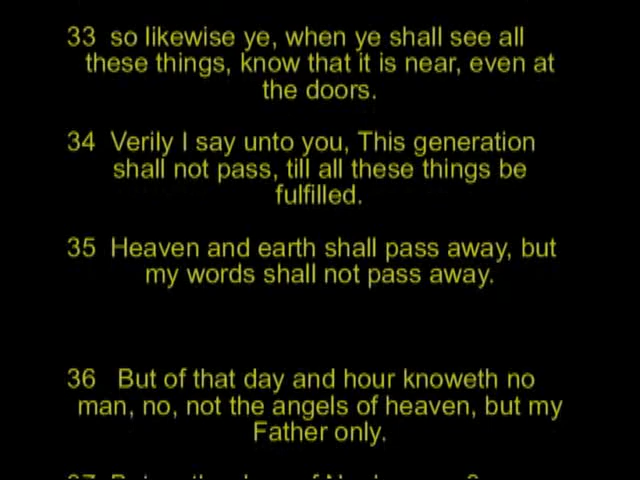 33 so likewise ye, when ye shall see all
these things, know that it is near, even at
the doors.
34 Verily I say unto you, This generation
shall not pass, till all these things be
fulfilled.
35 Heaven and earth shall pass away, but
my words shall not pass away.
36 But of that day and hour knoweth no
man, no, not the angels of heaven, but my
Father only.